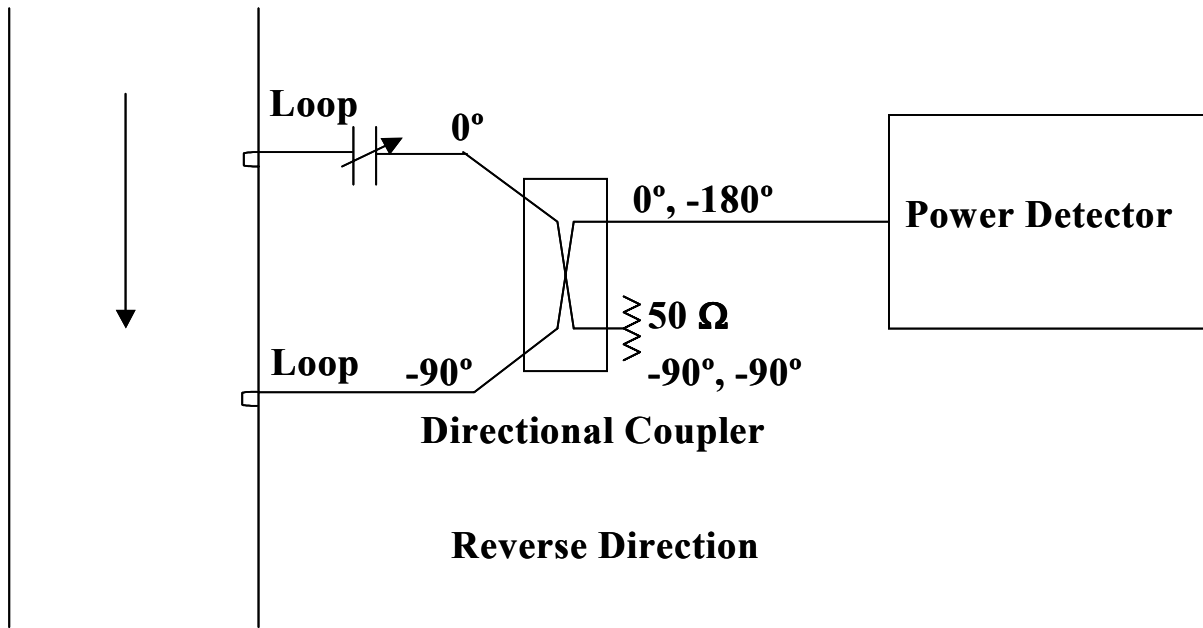 Loop
0º
0º, -180º
Power Detector
50 Ω
Loop
-90º
-90º, -90º
Directional Coupler
Reverse Direction